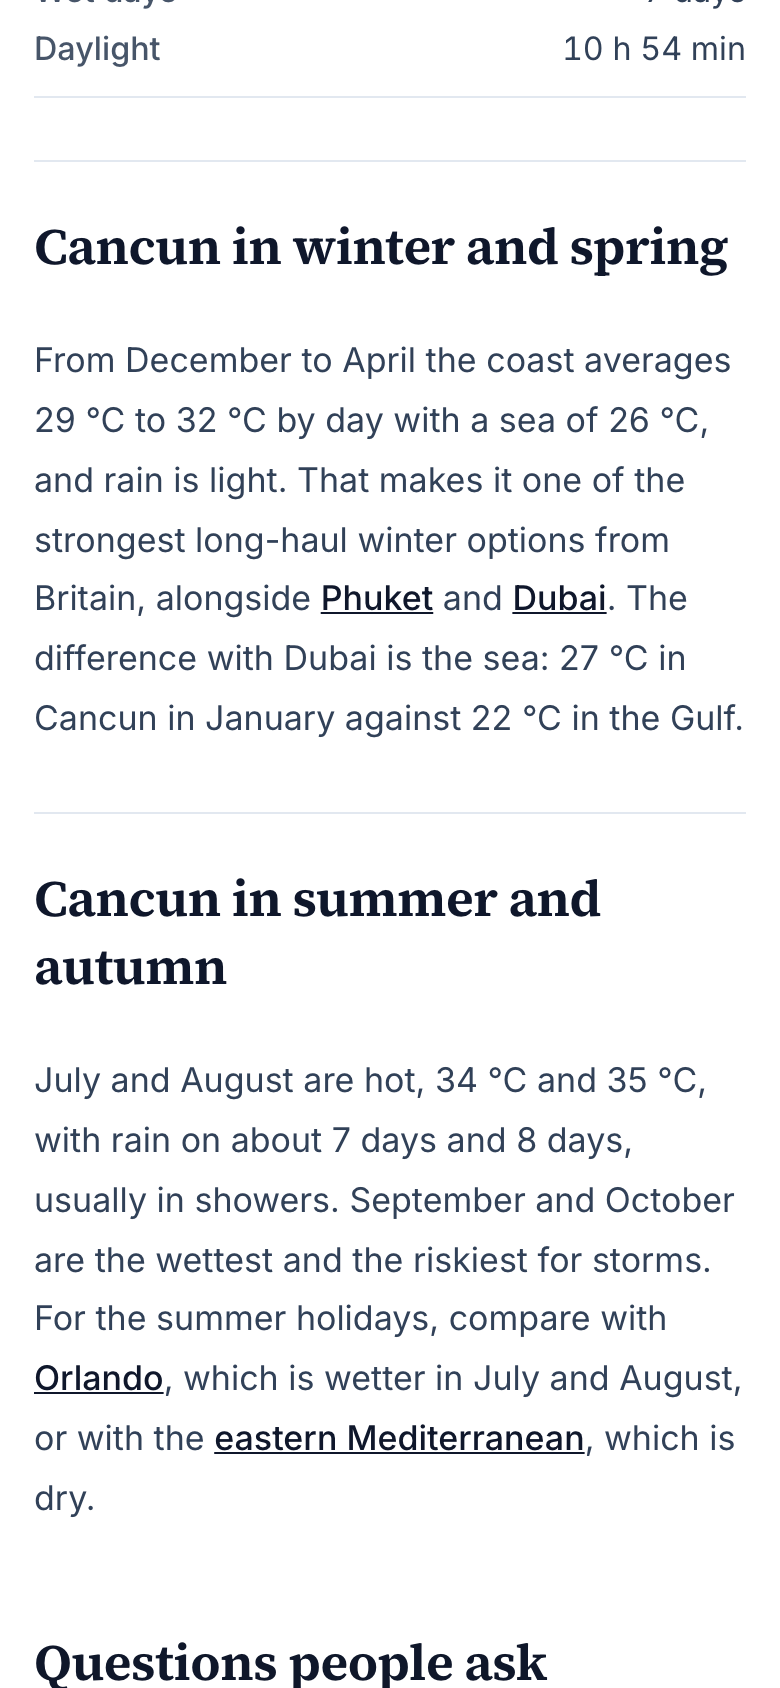 Daylight 10 h 54 min
Cancun in winter and spring
From December to April the coast averages
29 °C to 32 °C by day with a sea of 26 °C,
and rain is light. That makes it one of the
strongest long-haul winter options from
Britain, alongside Phuket and Dubai. The
difference with Dubai is the sea: 27 °C in
Cancun in January against 22 °C in the Gulf.
Cancun in summer and
autumn
July and August are hot, 34 °C and 35 °C,
with rain on about 7 days and 8 days,
usually in showers. September and October
are the wettest and the riskiest for storms.
For the summer holidays, compare with
Orlando, which is wetter in July and August,
or with the eastern Mediterranean, which is
dry.
Questions people ask